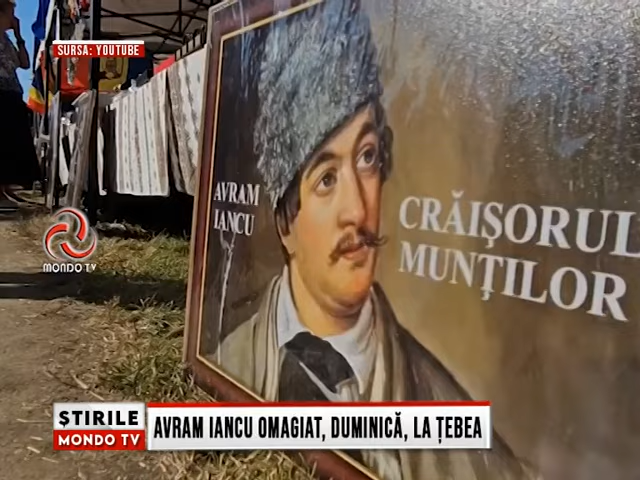 SURSA: YOUTUBE
AVRAM
IANCU
CRĂIȘORUL
MUNȚILOR
MONDO TV
ȘTIRILE
MONDO TV
AVRAM IANCU OMAGIAT, DUMINICĂ, LA ȚEBEA